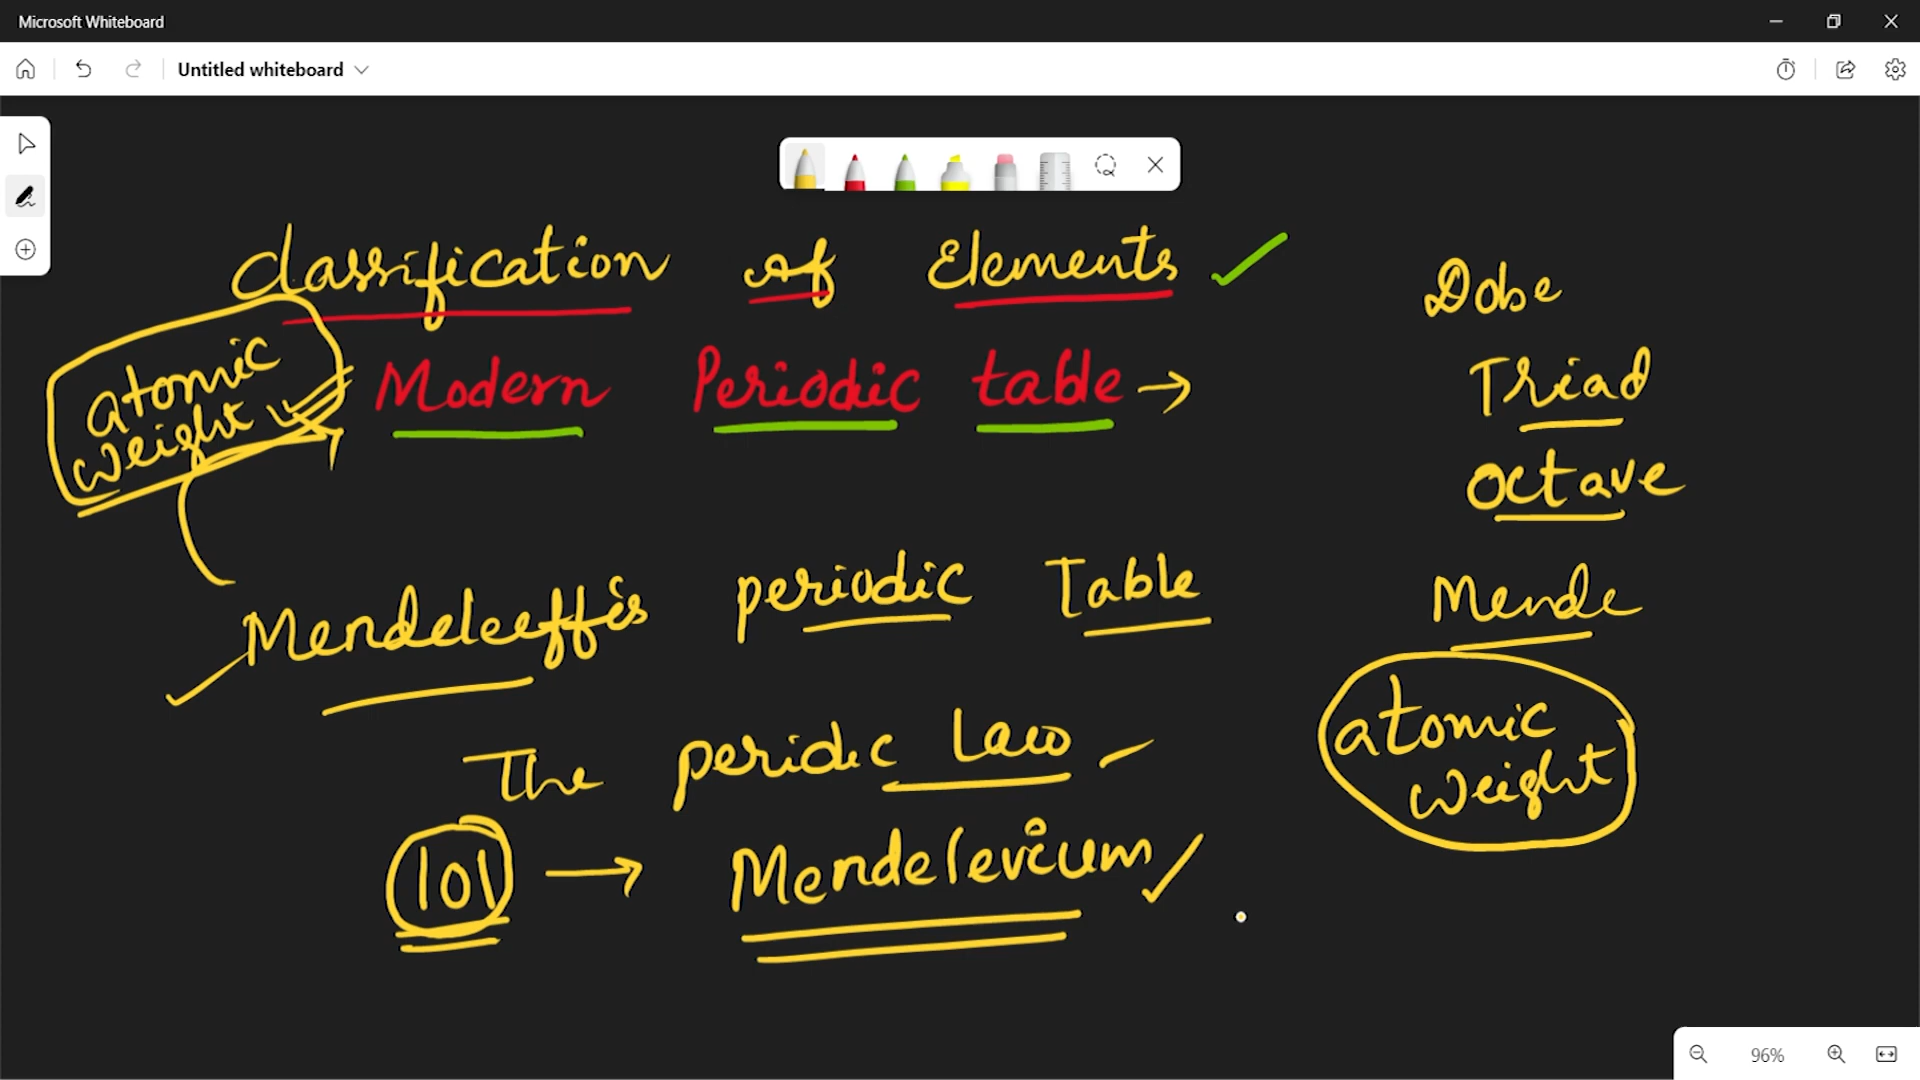 Microsoft Whiteboard
Untitled whiteboard
Classification of Elements
Dobe
atomic
weight
Modern Periodic table →
Triad
Octave
Mendeleeff's periodic Table
Mende
The peridic Law
atomic
weight
101 → Mendelevium
96%